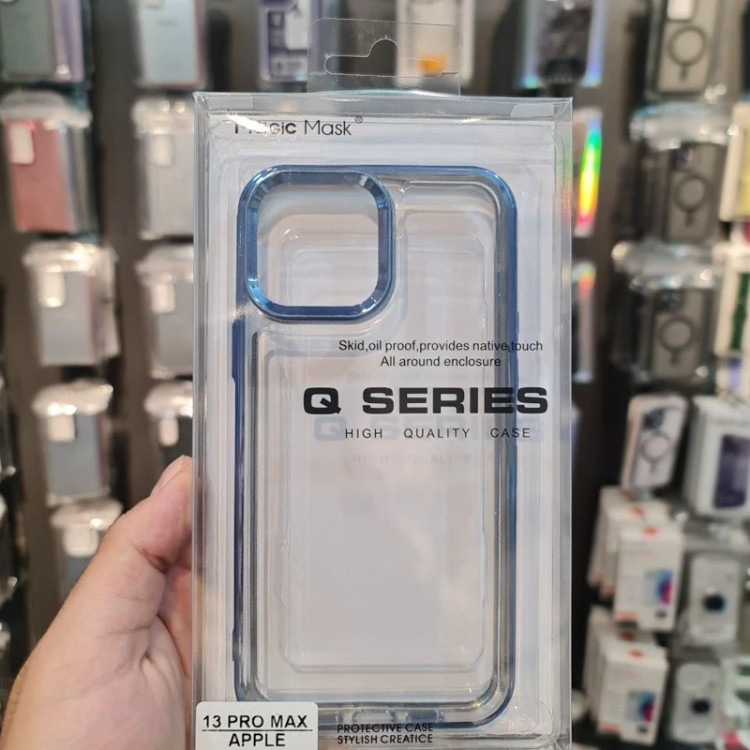 Magic Mask®
Skid,oil proof,provides native,touch
All around enclosure
Q SERIES
HIGH QUALITY CASE
13 PRO MAX
APPLE
PROTECTIVE CASE
STYLISH CREATICE